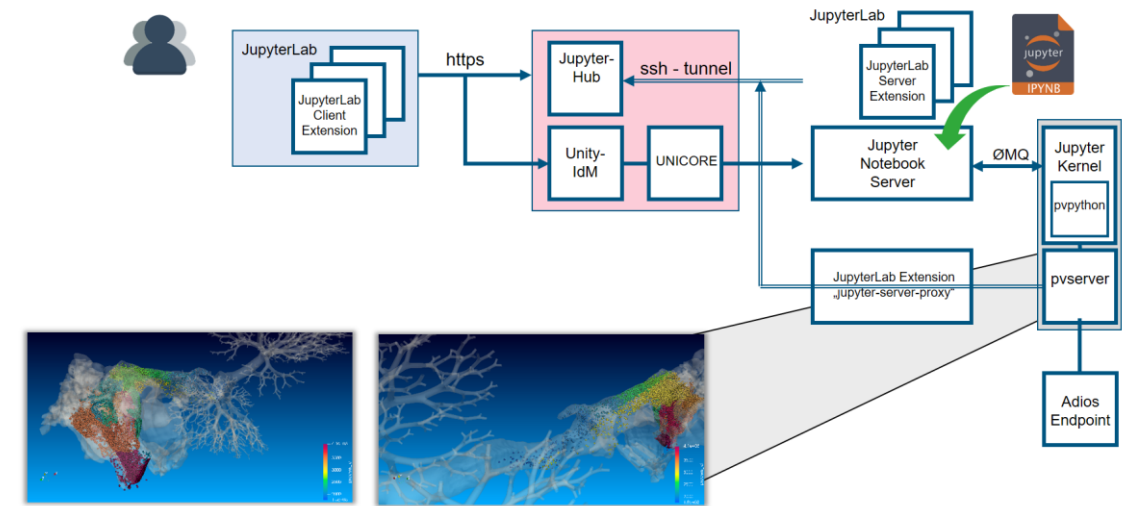 JupyterLab
JupyterLab
Client
Extension
https
Jupyter-
Hub
Unity-
IdM
UNICORE
ssh - tunnel
JupyterLab
JupyterLab
Server
Extension
jupyter
IPYNB
Jupyter
Notebook
Server
ØMQ
Jupyter
Kernel
pvpython
JupyterLab Extension
„jupyter-server-proxy“
pvserver
Adios
Endpoint